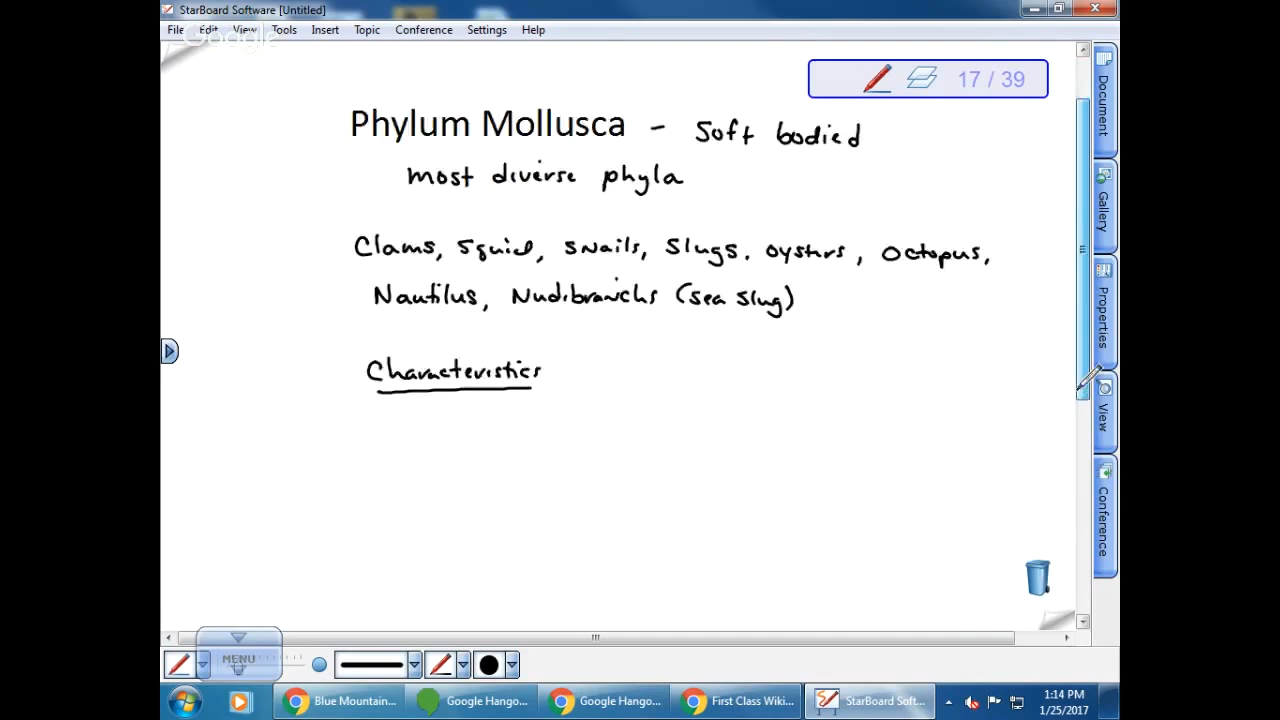 StarBoard Software [Untitled]
File Edit View Tools Insert Topic Conference Settings Help
Google
17 / 39
Phylum Mollusca - Soft bodied
most diverse phyla
Clams, squid, snails, slugs. oysters, octopus,
Nautilus, Nudibranchs (sea slug)
Characteristics
Document
Gallery
Properties
View
Conference
MENU
Blue Mountain... Google Hango... Google Hango... First Class Wiki... StarBoard Soft... 1:14 PM
1/25/2017